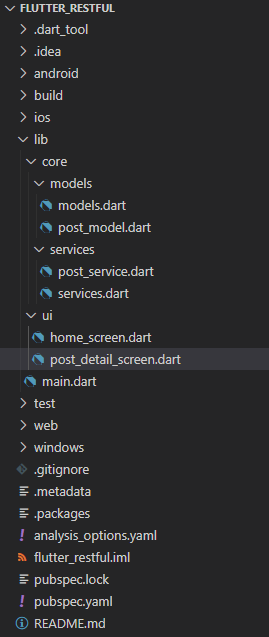 FLUTTER_RESTFUL
.dart_tool
.idea
android
build
ios
lib
core
models
models.dart
post_model.dart
services
post_service.dart
services.dart
ui
home_screen.dart
post_detail_screen.dart
main.dart
test
web
windows
.gitignore
.metadata
.packages
analysis_options.yaml
flutter_restful.iml
pubspec.lock
pubspec.yaml
README.md